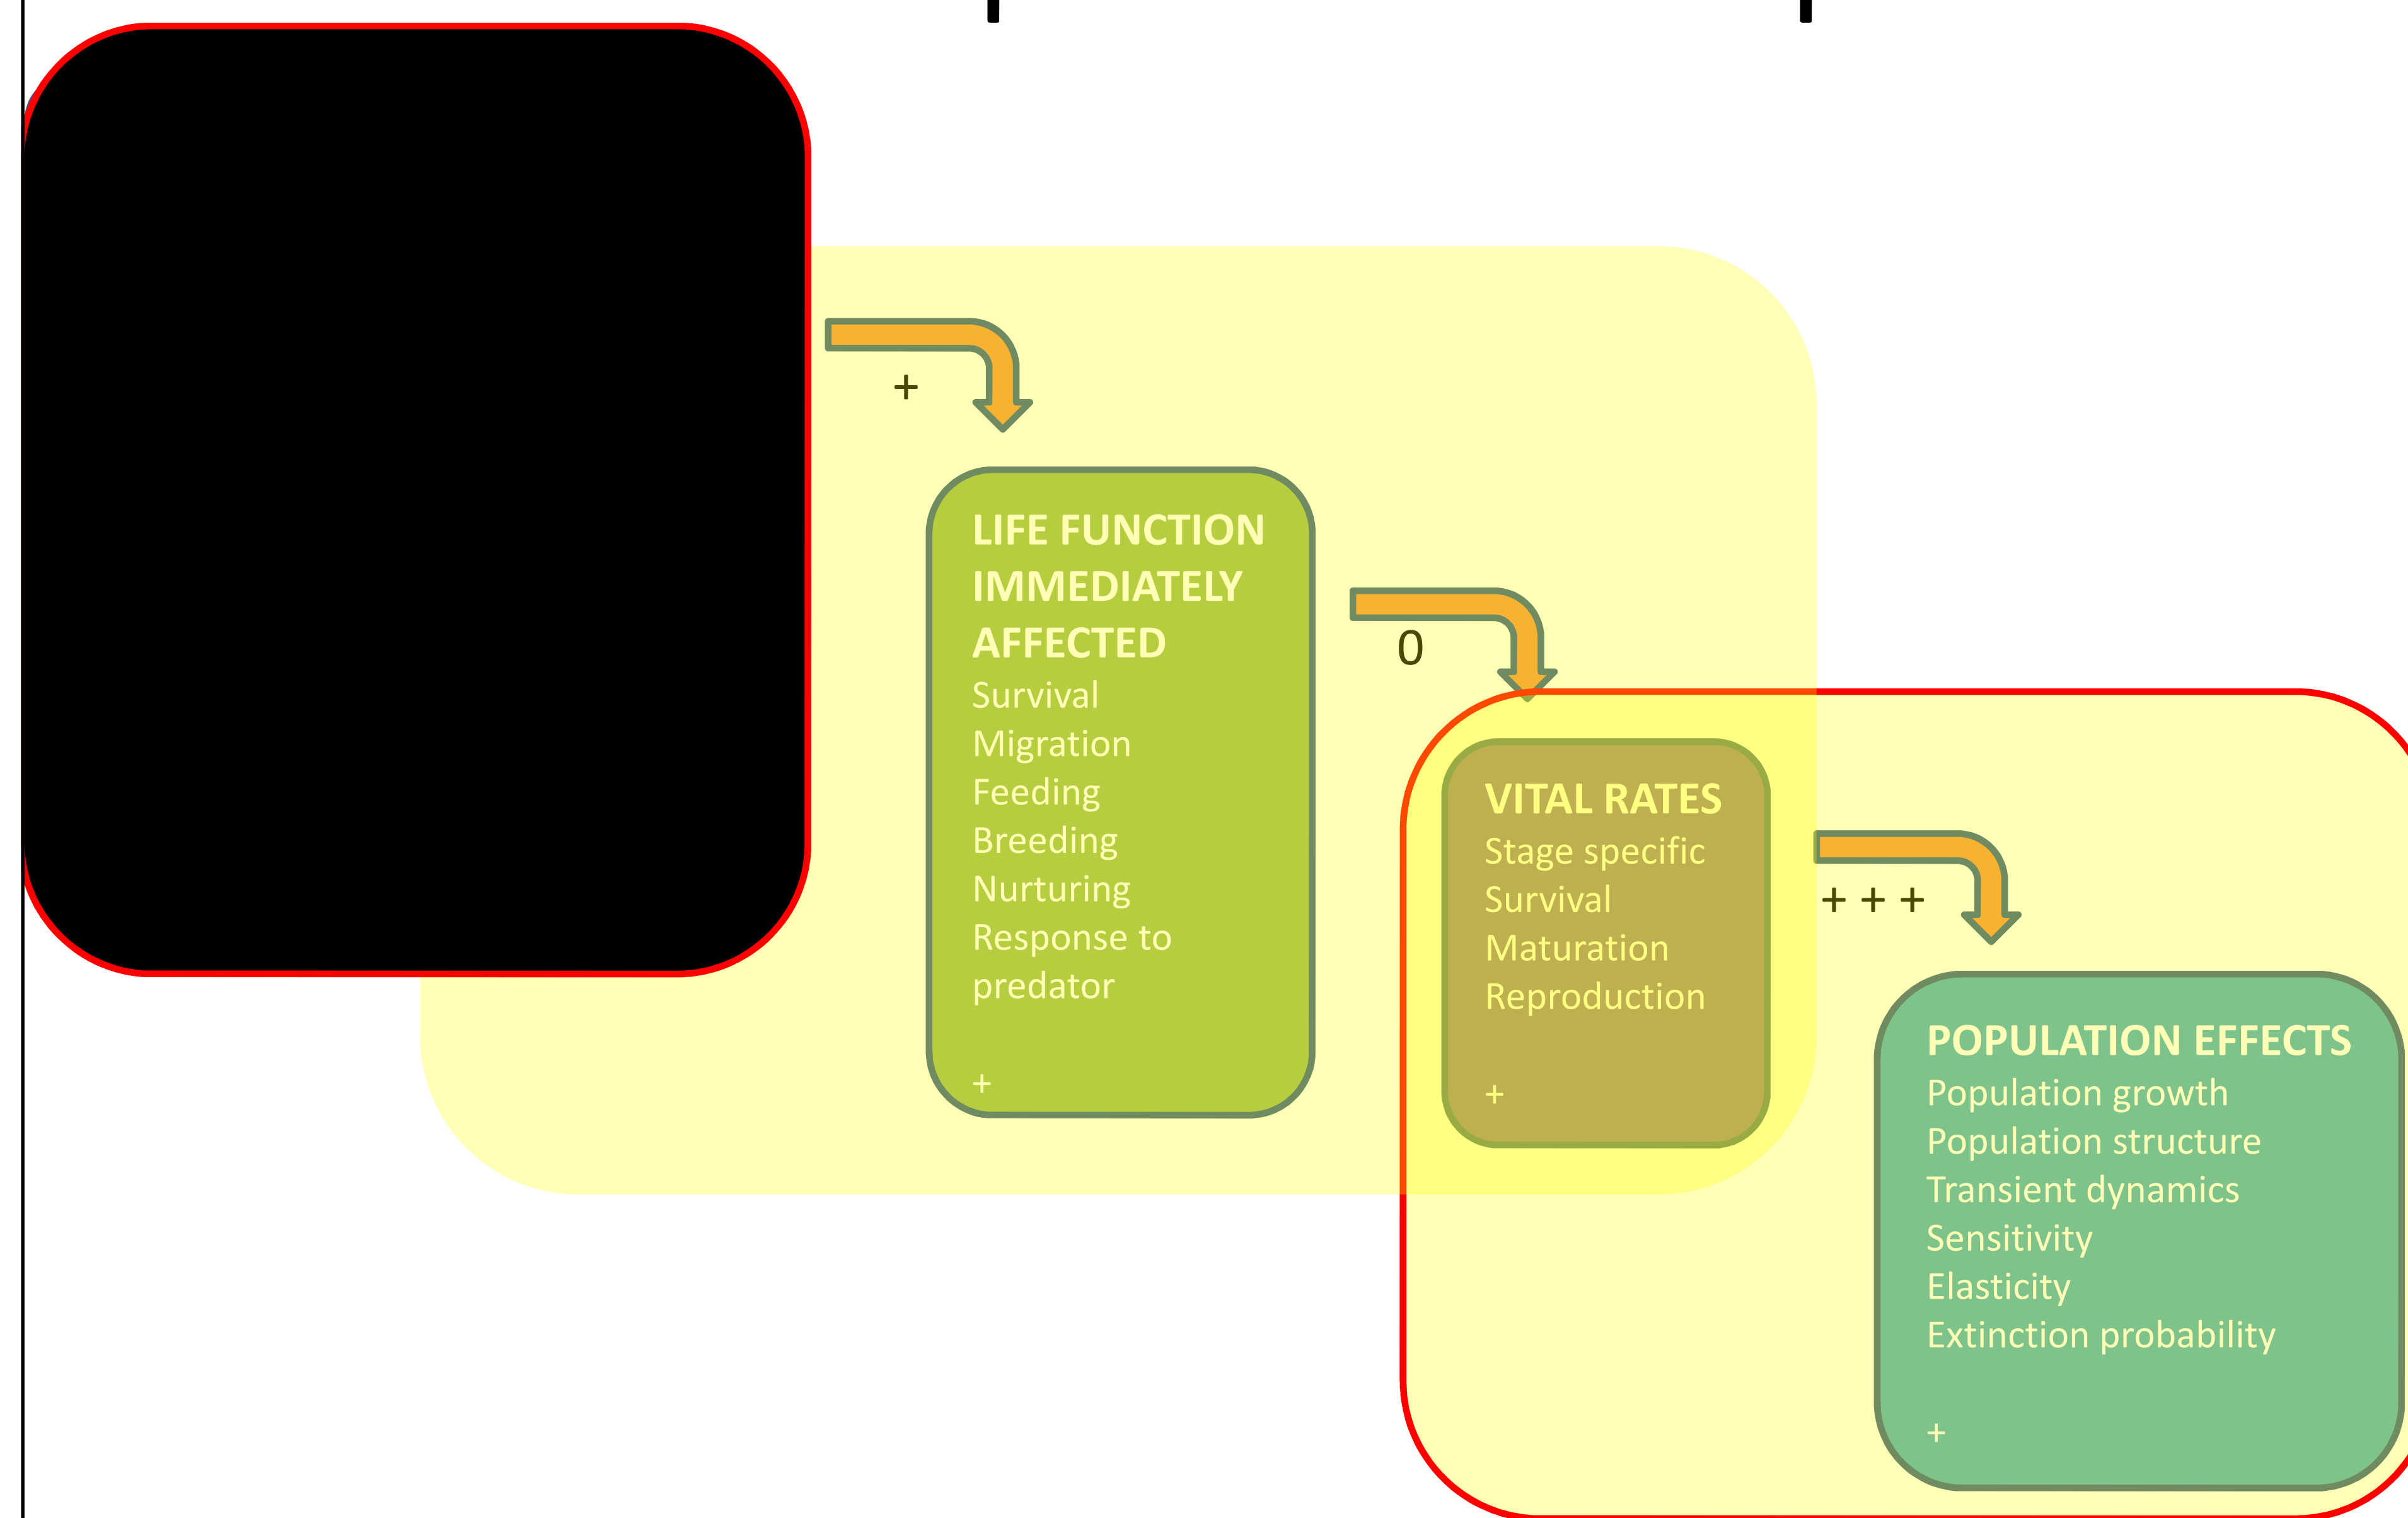 +
LIFE FUNCTION
IMMEDIATELY
AFFECTED
Survival
Migration
Feeding
Breeding
Nurturing
Response to
predator
+
0
VITAL RATES
Stage specific
Survival
Maturation
Reproduction
+
+ + +
POPULATION EFFECTS
Population growth
Population structure
Transient dynamics
Sensitivity
Elasticity
Extinction probability
+